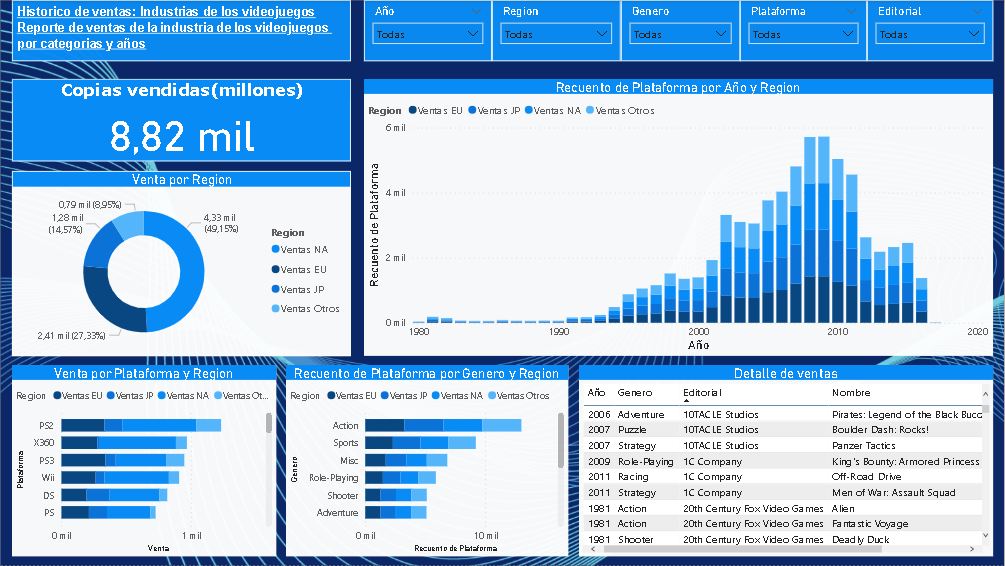 Historico de ventas: Industrias de los videojuegos
Reporte de ventas de la industria de los videojuegos
por categorias y años
Año
Todas
Region
Todas
Genero
Todas
Plataforma
Todas
Editorial
Todas
Copias vendidas(millones)
8,82 mil
Venta por Region
0,79 mil (8,95%)
1,28 mil
(14,57%)
4,33 mil
(49,15%)
2,41 mil (27,33%)
Region
Ventas NA
Ventas EU
Ventas JP
Ventas Otros
Recuento de Plataforma por Año y Region
Region Ventas EU Ventas JP Ventas NA Ventas Otros
Recuento de Plataforma
6 mil
4 mil
2 mil
0 mil
1980 1990 2000 2010 2020
Año
Venta por Plataforma y Region
Region Ventas EU Ventas JP Ventas NA Ventas Ot...
Plataforma
PS2
X360
PS3
Wii
DS
PS
0 mil 1 mil
Venta
Recuento de Plataforma por Genero y Region
Region Ventas EU Ventas JP Ventas NA Ventas Otros
Genero
Action
Sports
Misc
Role-Playing
Shooter
Adventure
0 mil 10 mil
Recuento de Plataforma
Detalle de ventas
Año Genero Editorial Nombre
2006 Adventure 10TACLE Studios Pirates: Legend of the Black Bucc
2007 Puzzle 10TACLE Studios Boulder Dash: Rocks!
2007 Strategy 10TACLE Studios Panzer Tactics
2009 Role-Playing 1C Company King's Bounty: Armored Princess
2011 Racing 1C Company Off-Road Drive
2011 Strategy 1C Company Men of War: Assault Squad
1981 Action 20th Century Fox Video Games Alien
1981 Action 20th Century Fox Video Games Fantastic Voyage
1981 Shooter 20th Century Fox Video Games Deadly Duck